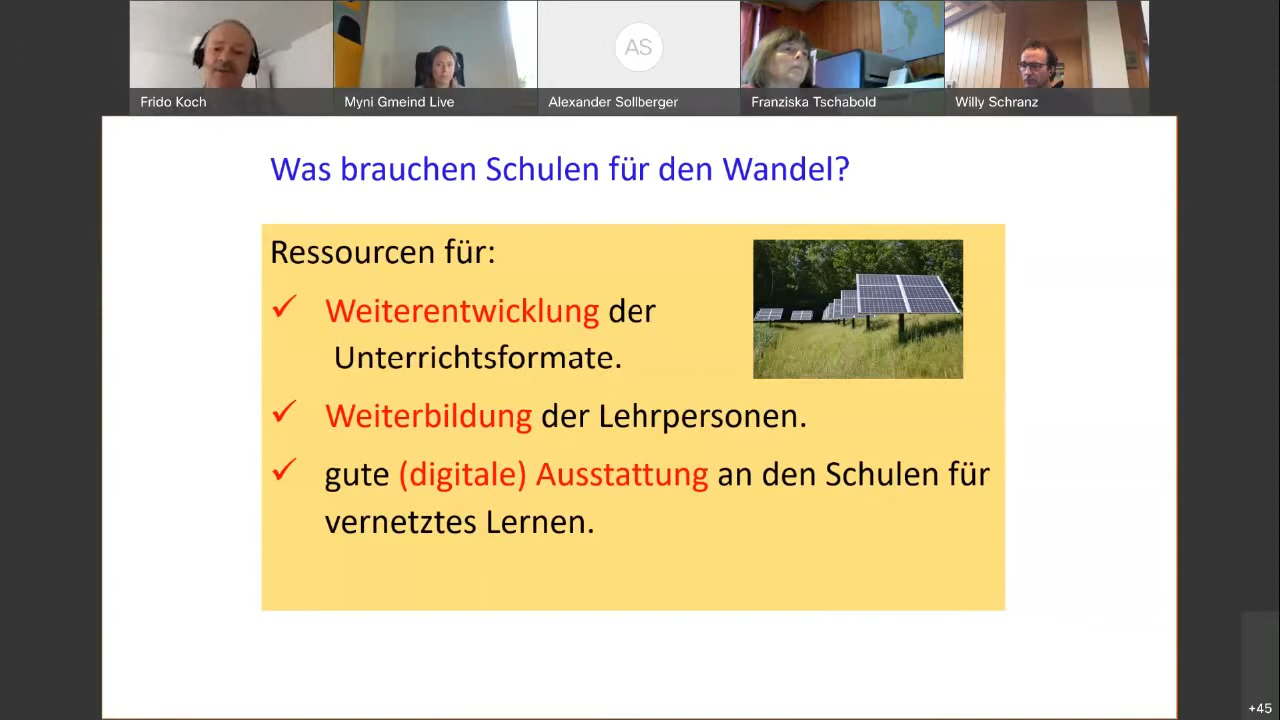 AS
Frido Koch
Myni Gmeind Live
Alexander Sollberger
Franziska Tschabold
Willy Schranz
Was brauchen Schulen für den Wandel?
Ressourcen für:
✓ Weiterentwicklung der
Unterrichtsformate.
✓ Weiterbildung der Lehrpersonen.
✓ gute (digitale) Ausstattung an den Schulen für
vernetztes Lernen.
+45